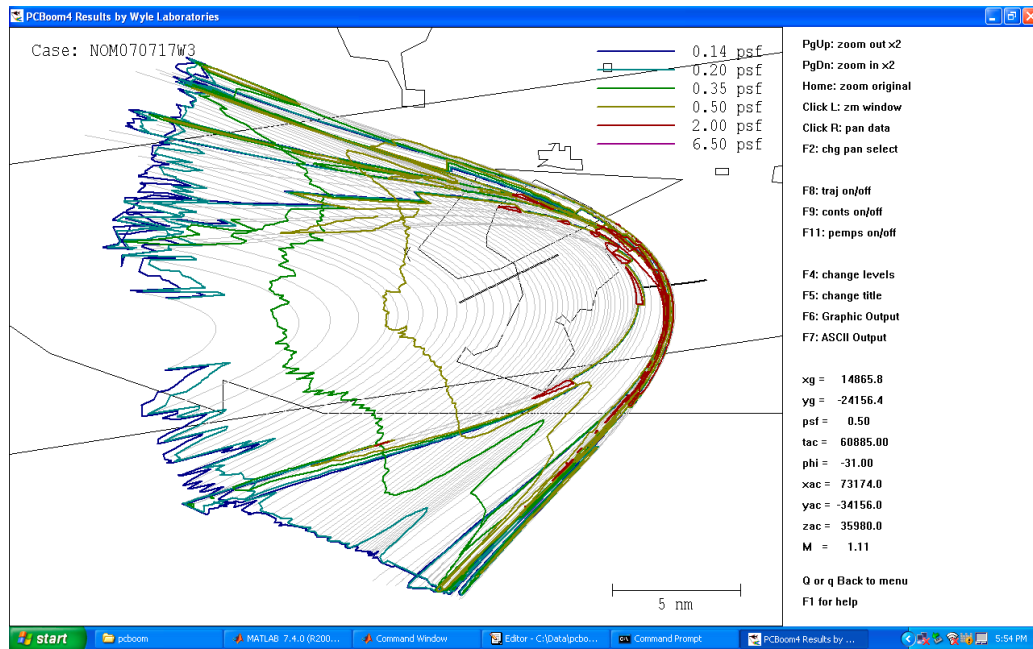 PCBoom4 Results by Wyle Laboratories
Case: NOM070717W3
0.14 psf
0.20 psf
0.35 psf
0.50 psf
2.00 psf
6.50 psf
5 nm
PgUp: zoom out x2
PgDn: zoom in x2
Home: zoom original
Click L: zm window
Click R: pan data
F2: chg pan select
F8: traj on/off
F9: conts on/off
F11: pemps on/off
F4: change levels
F5: change title
F6: Graphic Output
F7: ASCII Output
xg = 14865.8
yg = -24156.4
psf = 0.50
tac = 60885.00
phi = -31.00
xac = 73174.0
yac = -34156.0
zac = 35980.0
M = 1.11
Q or q Back to menu
F1 for help
start
pcboom
MATLAB 7.4.0 (R200...
Command Window
Editor - C:\Data\pcbo...
Command Prompt
PCBoom4 Results by ...
5:54 PM